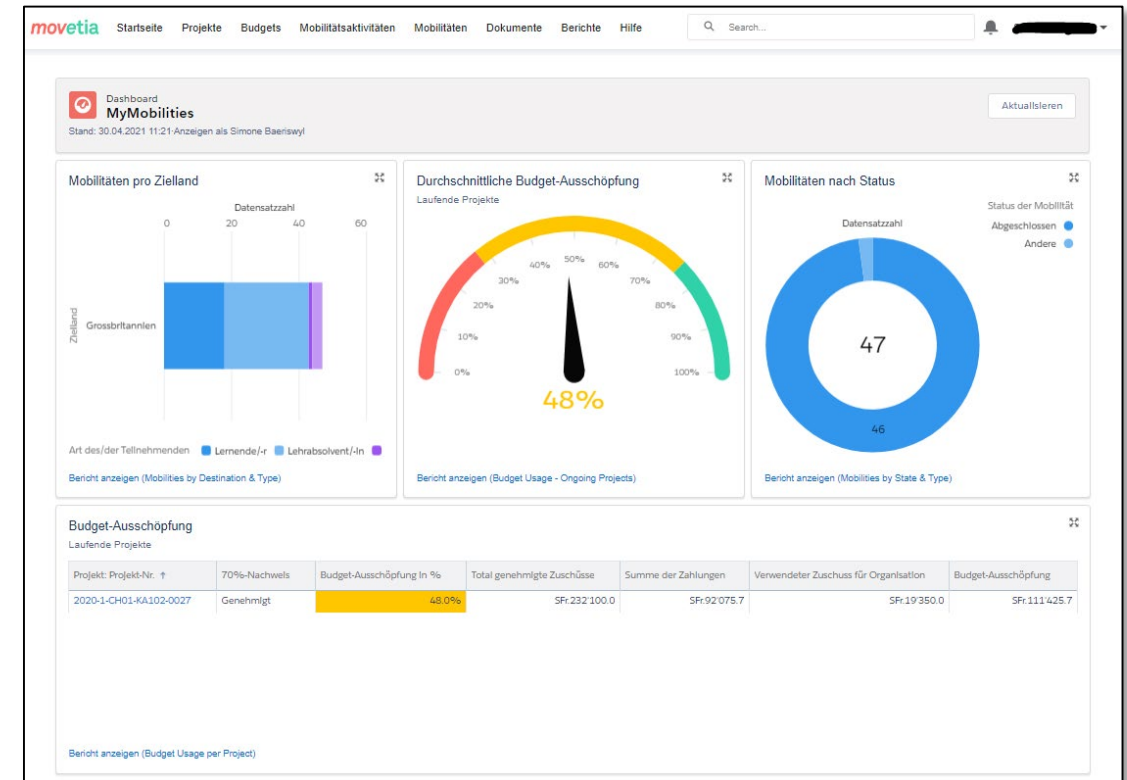 movetia Startseite Projekte Budgets Mobilitätsaktivitäten Mobilitäten Dokumente Berichte Hilfe Search...
Dashboard
MyMobilities
Stand: 30.04.2021 11:21·Anzeigen als Simone Baeriswyl
Aktualisieren
Mobilitäten pro Zielland
Datensatzzahl
0 20 40 60
Zielland
Grossbritannien
Art des/der Teilnehmenden Lernende/-r Lehrabsolvent/-in
Bericht anzeigen (Mobilities by Destination & Type)
Durchschnittliche Budget-Ausschöpfung
Laufende Projekte
0% 10% 20% 30% 40% 50% 60% 70% 80% 90% 100%
48%
Bericht anzeigen (Budget Usage - Ongoing Projects)
Mobilitäten nach Status
Status der Mobilität
Datensatzzahl
Abgeschlossen
Andere
47
46
Bericht anzeigen (Mobilities by State & Type)
Budget-Ausschöpfung
Laufende Projekte
Projekt: Projekt-Nr. ↑ 70%-Nachweis Budget-Ausschöpfung in % Total genehmigte Zuschüsse Summe der Zahlungen Verwendeter Zuschuss für Organisation Budget-Ausschöpfung
2020-1-CH01-KA102-0027 Genehmigt 48.0% SFr.232'100.0 SFr.92'075.7 SFr.19'350.0 SFr.111'425.7
Bericht anzeigen (Budget Usage per Project)